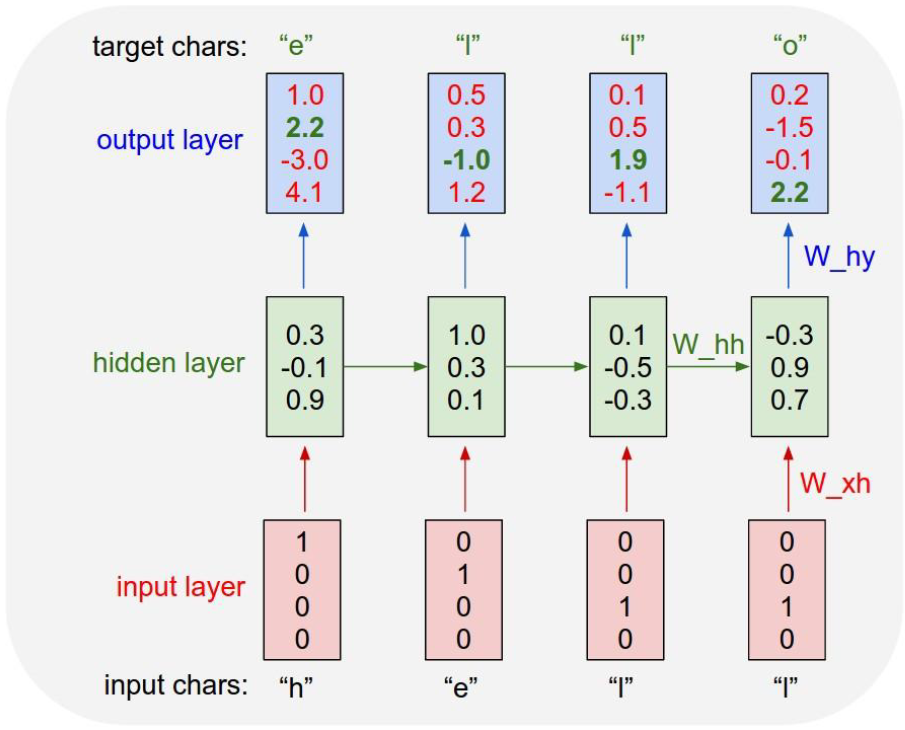 target chars: “e” “l” “l” “o”
1.0 0.5 0.1 0.2
2.2 0.3 0.5 -1.5
output layer -3.0 -1.0 1.9 -0.1
4.1 1.2 -1.1 2.2
W_hy
0.3 1.0 0.1 W_hh -0.3
hidden layer -0.1 0.3 -0.5 0.9
0.9 0.1 -0.3 0.7
W_xh
1 0 0 0
0 1 0 0
input layer 0 0 1 1
0 0 0 0
input chars: “h” “e” “l” “l”